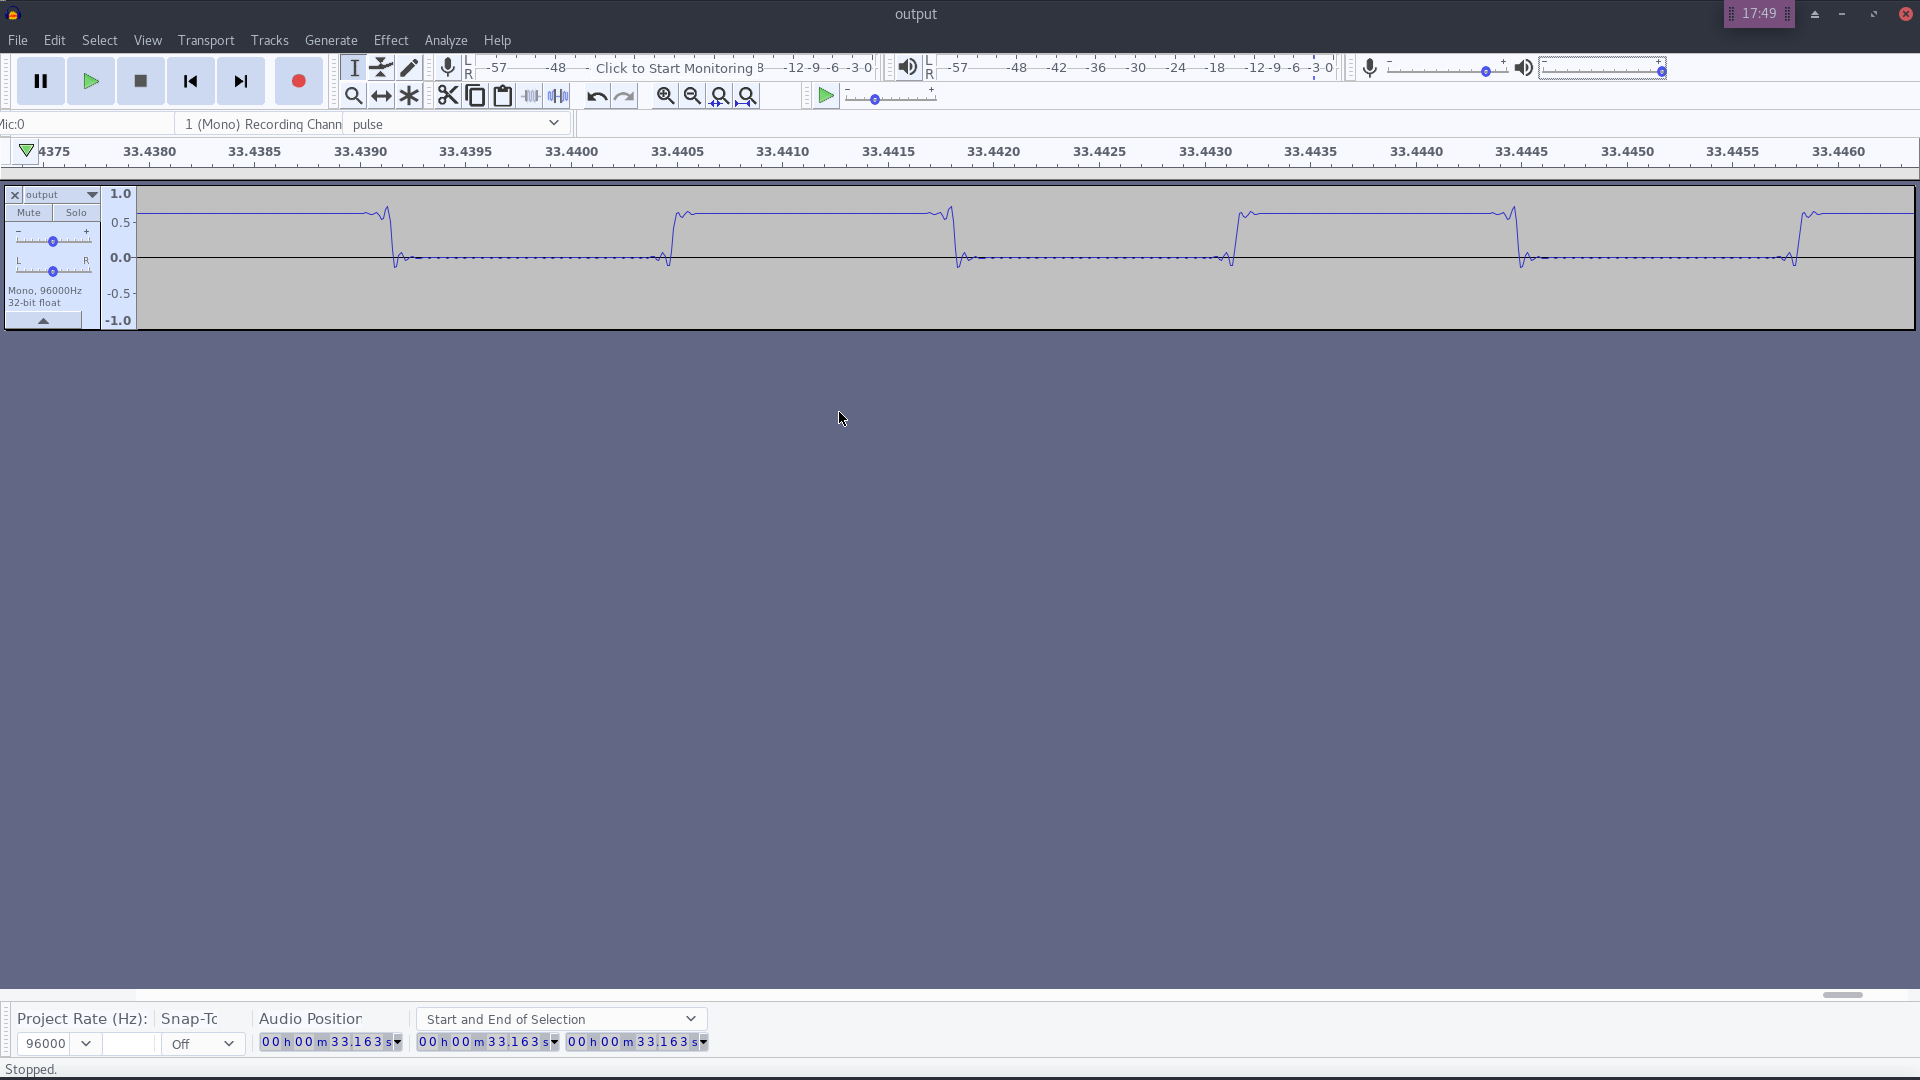 output
17:49
File Edit Select View Transport Tracks Generate Effect Analyze Help
L R -57 -48 - Click to Start Monitoring 8 -12 -9 -6 -3 0 L R -57 -48 -42 -36 -30 -24 -18 -12 -9 -6 -3 0 - + - +
- +
Mic:0 1 (Mono) Recording Chann pulse
4375 33.4380 33.4385 33.4390 33.4395 33.4400 33.4405 33.4410 33.4415 33.4420 33.4425 33.4430 33.4435 33.4440 33.4445 33.4450 33.4455 33.4460
output 1.0
Mute Solo
0.5
- +
0.0
L R
Mono, 96000Hz
-0.5
32-bit float
-1.0
Project Rate (Hz): Snap-To Audio Position Start and End of Selection
96000 Off 00 h 00 m 33.163 s 00 h 00 m 33.163 s 00 h 00 m 33.163 s
Stopped.